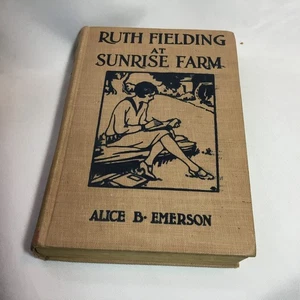 RUTH FIELDING
AT
SUNRISE FARM
ALICE B. EMERSON